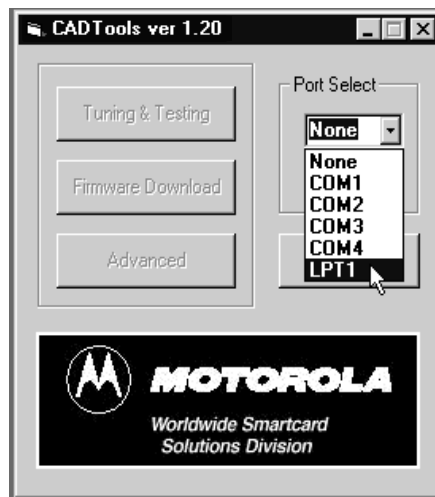 CADTools ver 1.20
Tuning & Testing
Firmware Download
Advanced
Port Select
None
None
COM1
COM2
COM3
COM4
LPT1
MOTOROLA
Worldwide Smartcard
Solutions Division